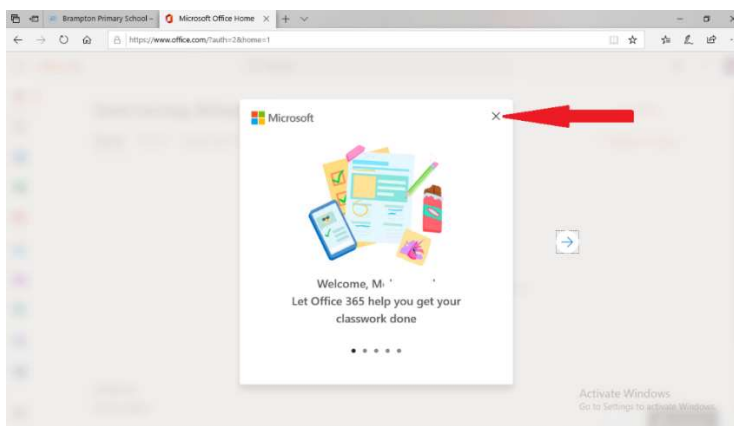 Brampton Primary School –
Microsoft Office Home
https://www.office.com/?auth=2&home=1
Microsoft
Welcome,
Let Office 365 help you get your
classwork done
Activate Windows
Go to Settings to activate Windows.